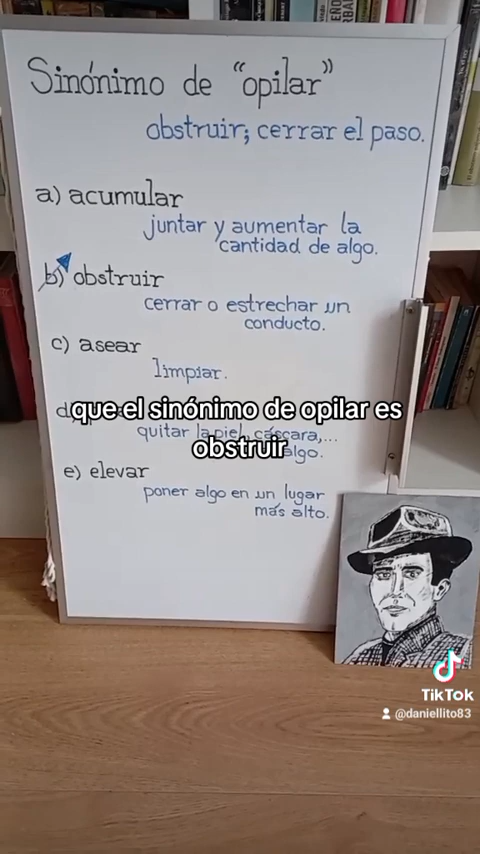 Sinónimo de "opilar"
obstruir; cerrar el paso.
a) acumular
juntar y aumentar la
cantidad de algo.
b) obstruir
cerrar o estrechar un
conducto.
c) asear
limpiar.
que el sinónimo de opilar es
obstruir
quitar la piel, cáscara,...
algo.
e) elevar
poner algo en un lugar
más alto.
TikTok
@daniellito83